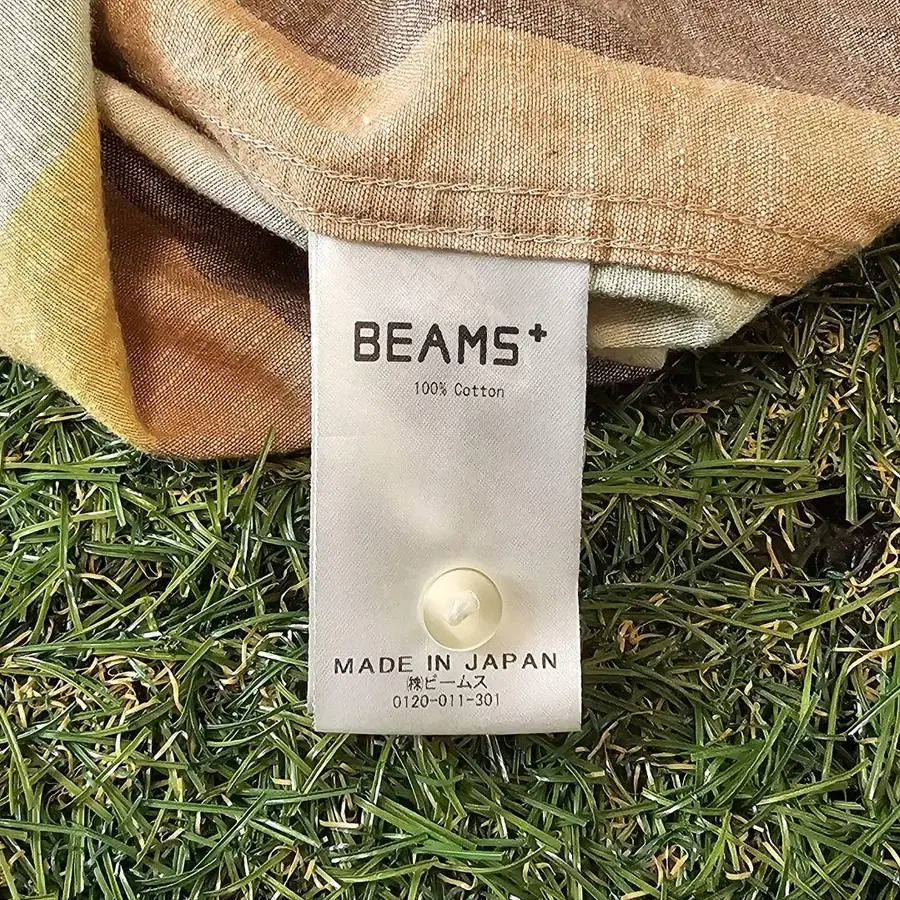 BEAMS+
100% Cotton
MADE IN JAPAN
㈱ビームス
0120-011-301